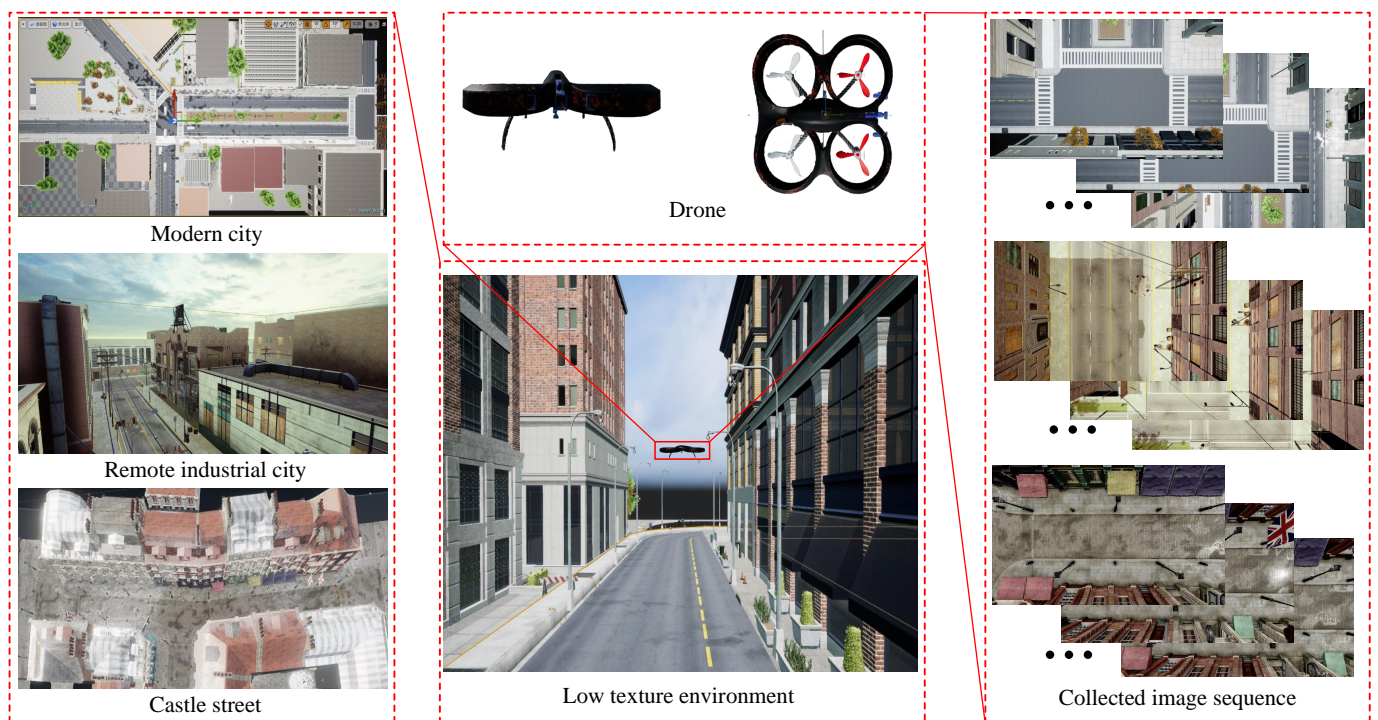 Modern city
Remote industrial city
Castle street
Drone
Low texture environment
Collected image sequence